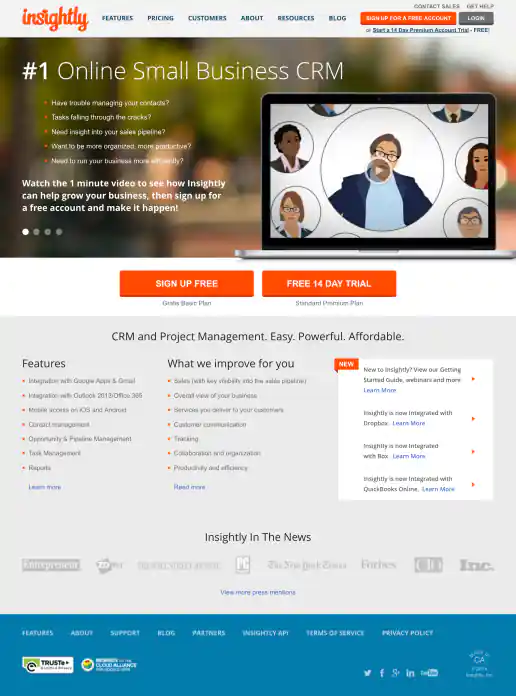 CONTACT SALES GET HELP
insightly
FEATURES PRICING CUSTOMERS ABOUT RESOURCES BLOG
SIGN UP FOR A FREE ACCOUNT LOGIN
or Start a 14 Day Premium Account Trial - FREE!
#1 Online Small Business CRM
Have trouble managing your contacts?
Tasks falling through the cracks?
Need insight into your sales pipeline?
Want to be more organized, more productive?
Need to run your business more efficiently?
Watch the 1 minute video to see how Insightly
can help grow your business, then sign up for
a free account and make it happen!
SIGN UP FREE
Gratis Basic Plan
FREE 14 DAY TRIAL
Standard Premium Plan
CRM and Project Management. Easy. Powerful. Affordable.
Features
Integration with Google Apps & Gmail
Integration with Outlook 2013/Office 365
Mobile access on iOS and Android
Contact management
Opportunity & Pipeline Management
Task Management
Reports
Learn more
What we improve for you
Sales (with key visibility into the sales pipeline)
Overall view of your business
Services you deliver to your customers
Customer communication
Tracking
Collaboration and organization
Productivity and efficiency
Read more
NEW
New to Insightly? View our Getting
Started Guide, webinars and more
Learn More
Insightly is now Integrated with
Dropbox. Learn More
Insightly is now Integrated
with Box Learn More
Insightly is now Integrated with
QuickBooks Online. Learn More
Insightly In The News
Entrepreneur
PC
The New York Times
Forbes
CIO
Inc.
View more press mentions
FEATURES ABOUT SUPPORT BLOG PARTNERS INSIGHTLY API TERMS OF SERVICE PRIVACY POLICY
TRUSTe
CLOUD ALLIANCE
MADE IN
CA
Insightly, Inc.
You Tube